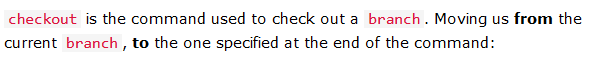 checkout is the command used to check out a branch. Moving us from the
current branch, to the one specified at the end of the command: